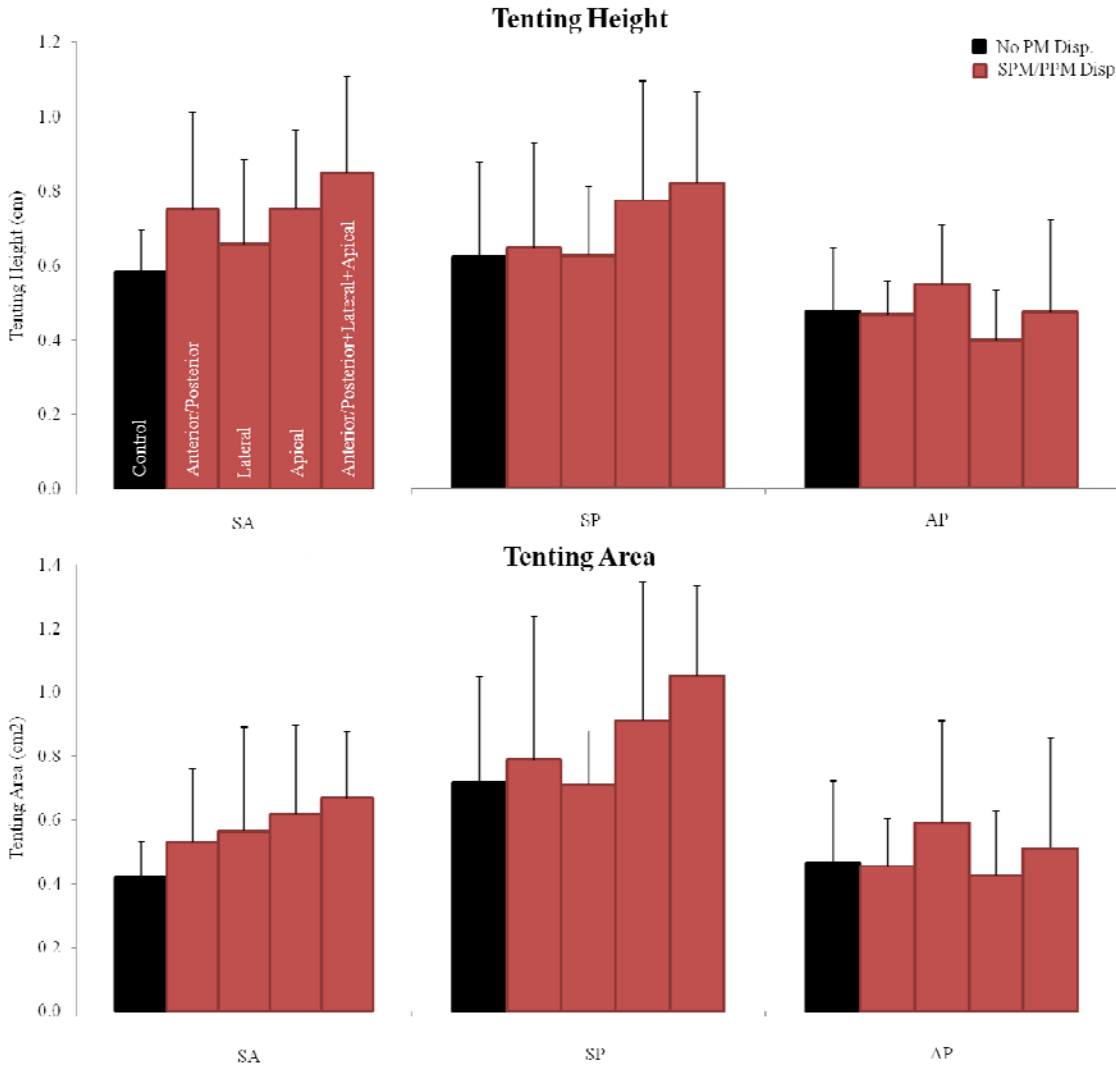 Tenting Height
1.2
1.0
0.8
0.6
0.4
0.2
0.0
Tenting Height (cm)
No PM Disp.
SPM/PPM Disp
Control
Anterior/Posterior
Lateral
Apical
Anterior/Posterior+Lateral+Apical
SA
SP
AP
Tenting Area
1.4
1.2
1.0
0.8
0.6
0.4
0.2
0.0
Tenting Area (cm2)
SA
SP
AP